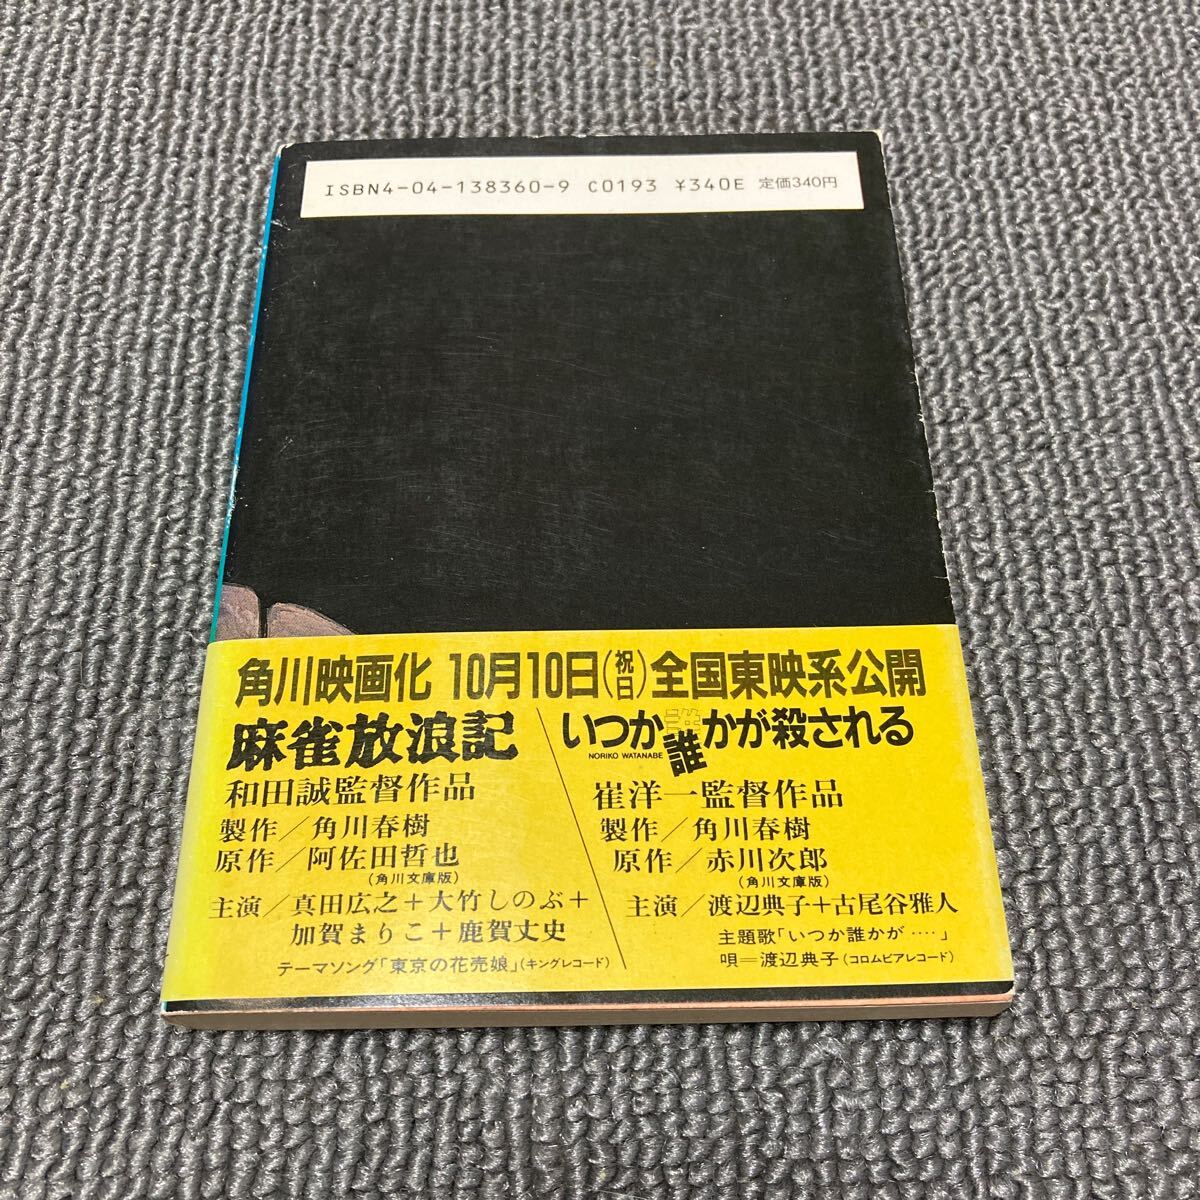 ISBN4-04-138360-9 C0193 ¥340E 定価340円
角川映画化 10月10日(祝日)全国東映系公開
麻雀放浪記
和田誠監督作品
製作／角川春樹
原作／阿佐田哲也
(角川文庫版)
主演／真田広之＋大竹しのぶ＋
加賀まりこ＋鹿賀丈史
テーマソング「東京の花売娘」(キングレコード)
いつか誰かが殺される
NORIKO WATANABE
崔洋一監督作品
製作／角川春樹
原作／赤川次郎
(角川文庫版)
主演／渡辺典子＋古尾谷雅人
主題歌「いつか誰かが‥‥」
唄＝渡辺典子(コロムビアレコード)